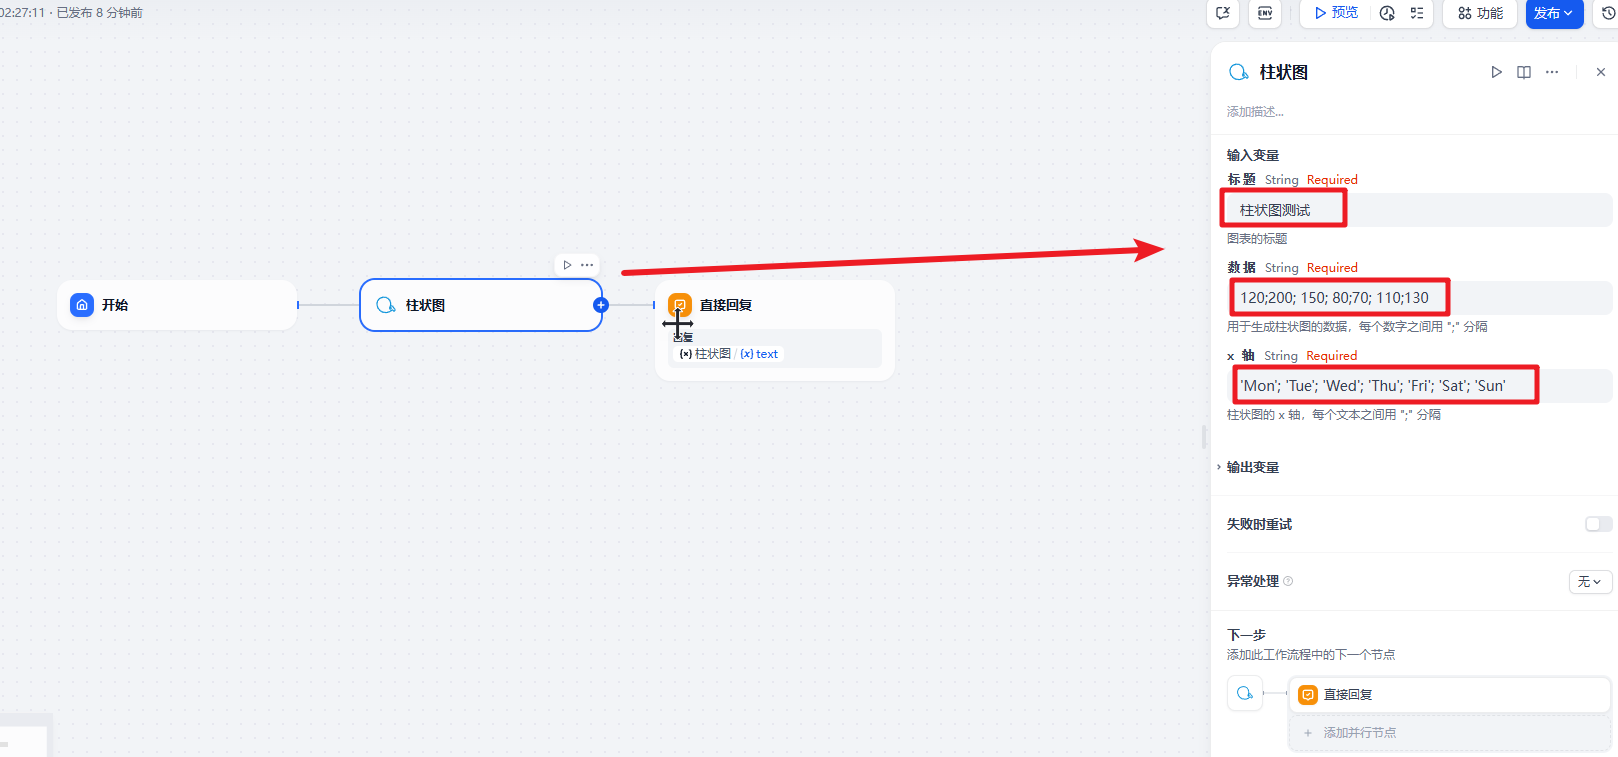 02:27:11 · 已发布 8 分钟前
ENV
预览
功能
发布
柱状图
添加描述...
输入变量
标题 String Required
柱状图测试
图表的标题
数据 String Required
120;200; 150; 80;70; 110;130
用于生成柱状图的数据，每个数字之间用 ";" 分隔
x 轴 String Required
'Mon'; 'Tue'; 'Wed'; 'Thu'; 'Fri'; 'Sat'; 'Sun'
柱状图的 x 轴，每个文本之间用 ";" 分隔
输出变量
失败时重试
异常处理
无
下一步
添加此工作流程中的下一个节点
直接回复
+ 添加并行节点
开始
柱状图
直接回复
回复
{x} 柱状图 / {x} text